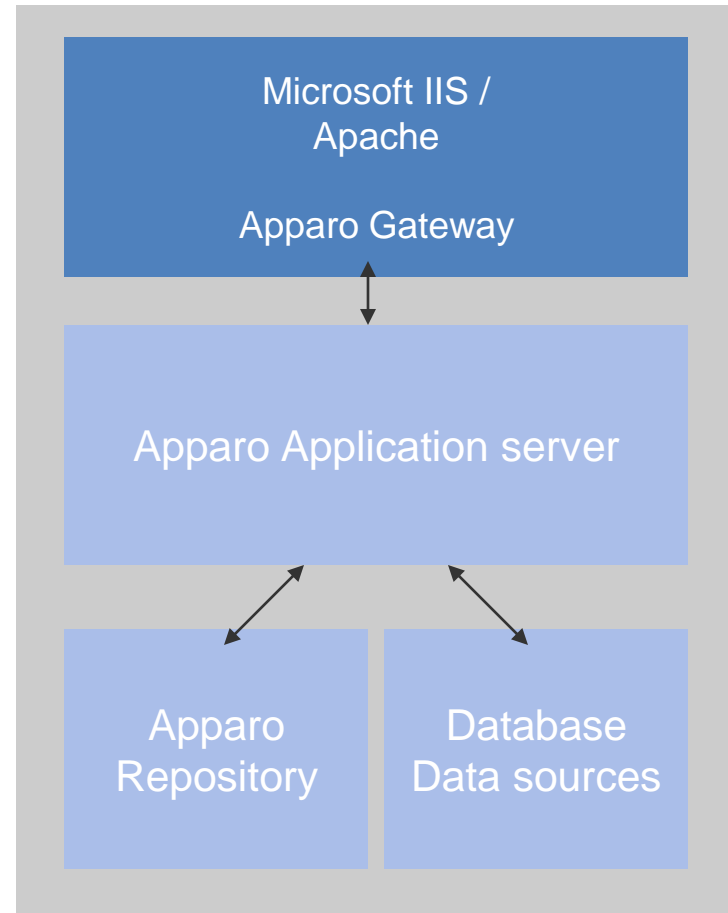 Microsoft IIS /
Apache
Apparo Gateway
Apparo Application server
Apparo
Repository
Database
Data sources